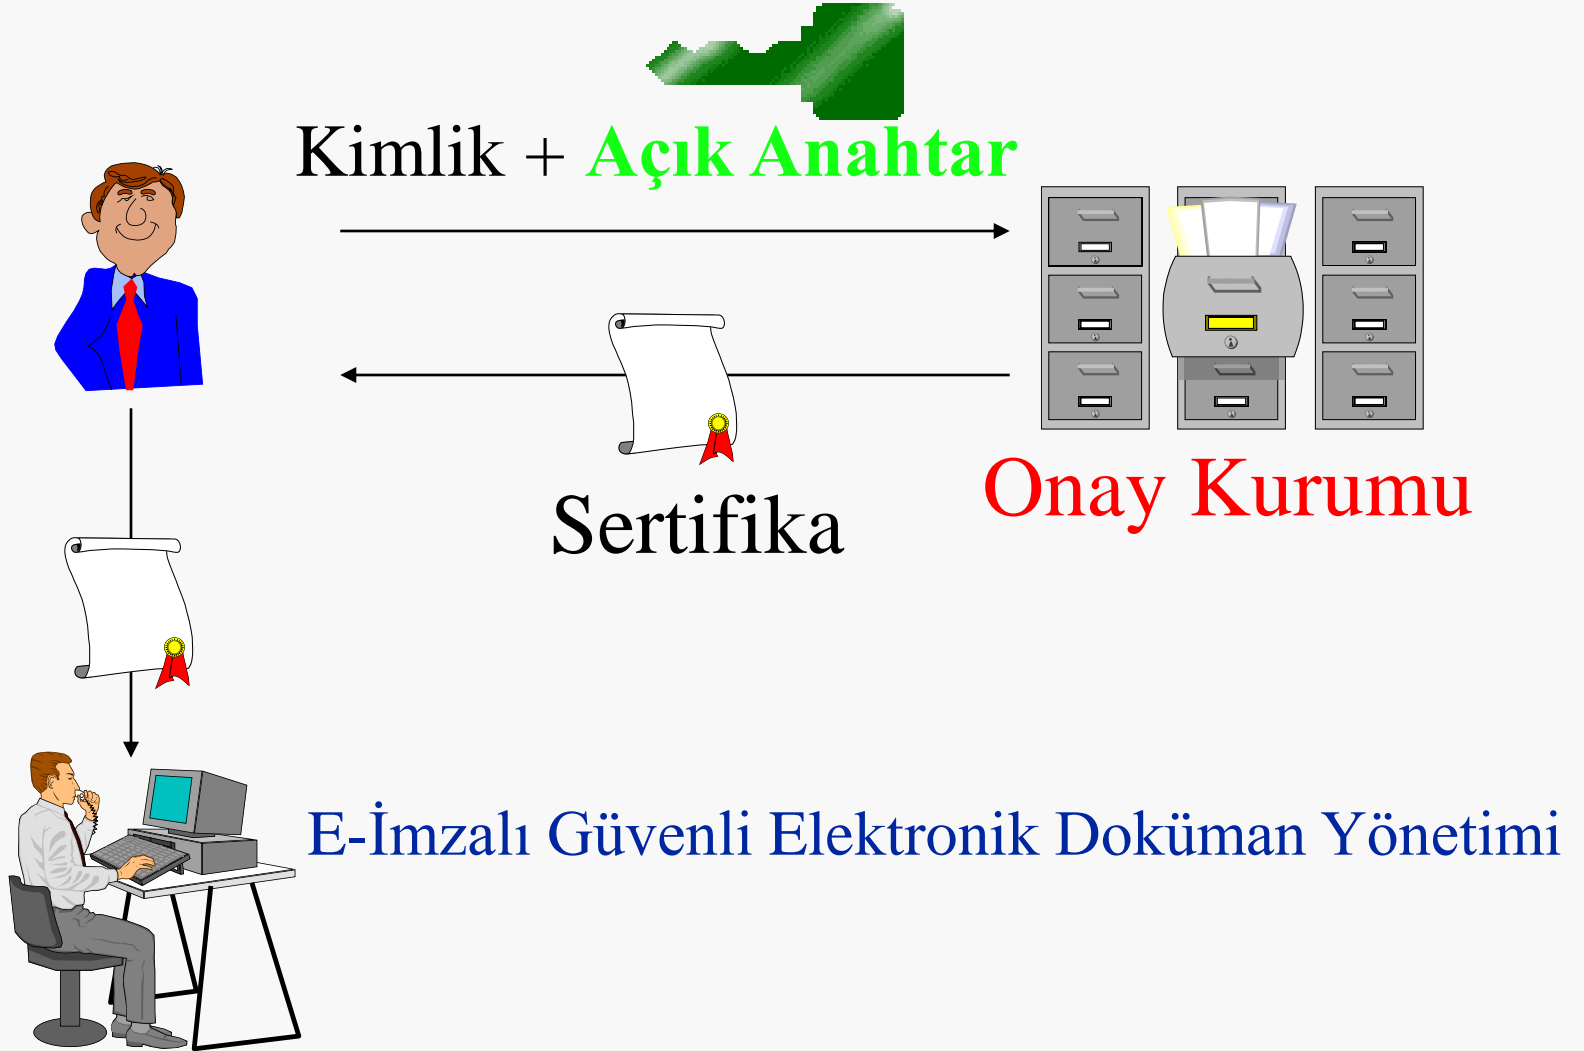 Kimlik + Açık Anahtar
Onay Kurumu
Sertifika
E-İmzalı Güvenli Elektronik Doküman Yönetimi